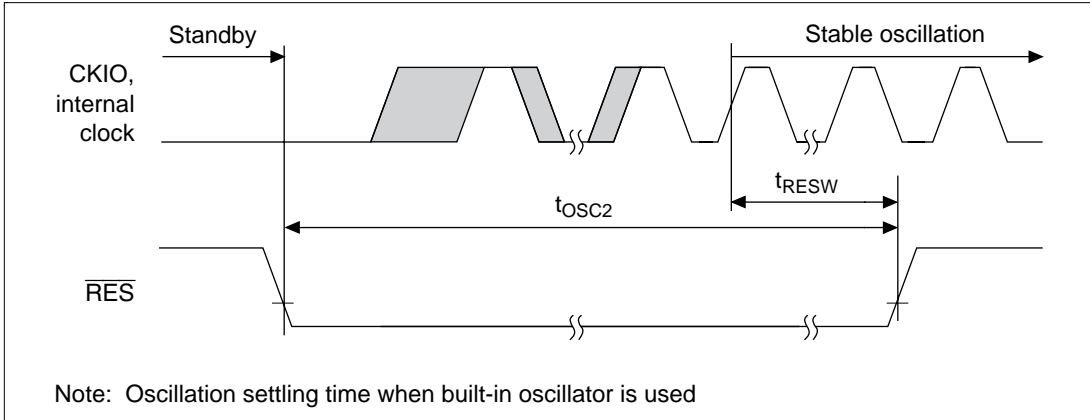 Standby
Stable oscillation
CKIO,
internal
clock
tRESW
tOSC2
RES
Note: Oscillation settling time when built-in oscillator is used